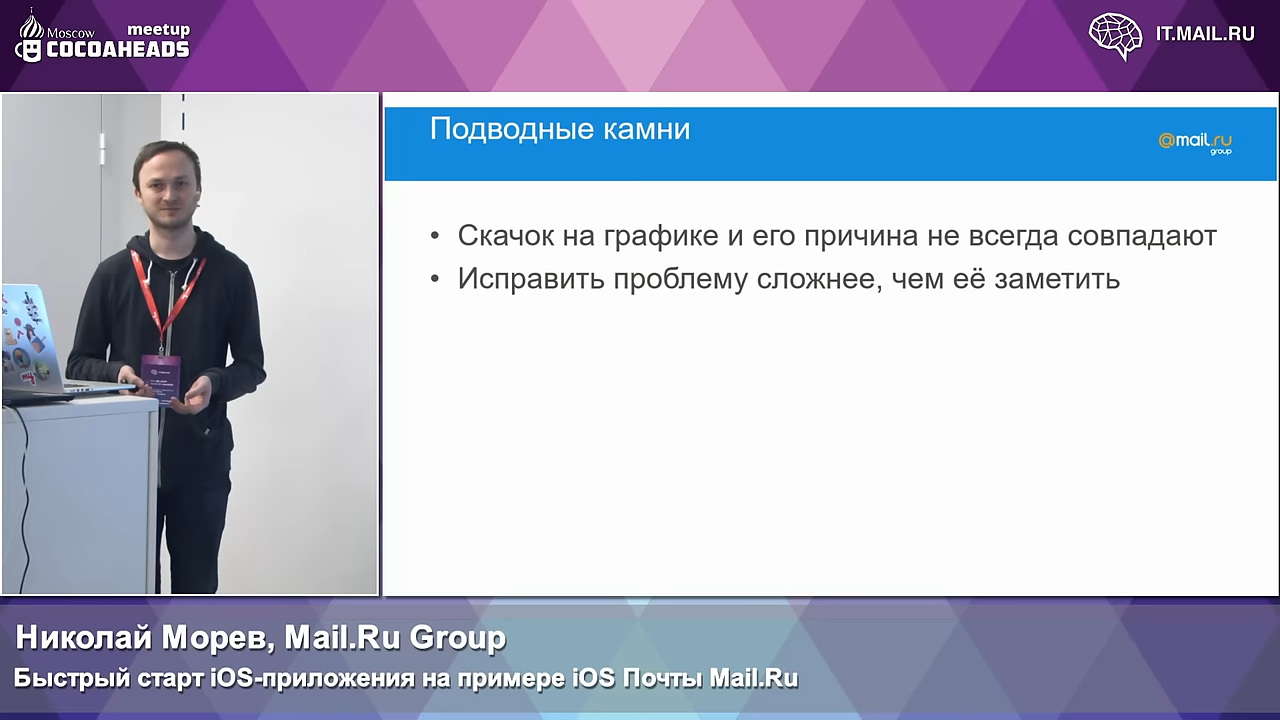 Moscow meetup
COCOAHEADS
IT.MAIL.RU
Подводные камни
@mail.ru
group
• Скачок на графике и его причина не всегда совпадают
• Исправить проблему сложнее, чем её заметить
Николай Морев, Mail.Ru Group
Быстрый старт iOS-приложения на примере iOS Почты Mail.Ru